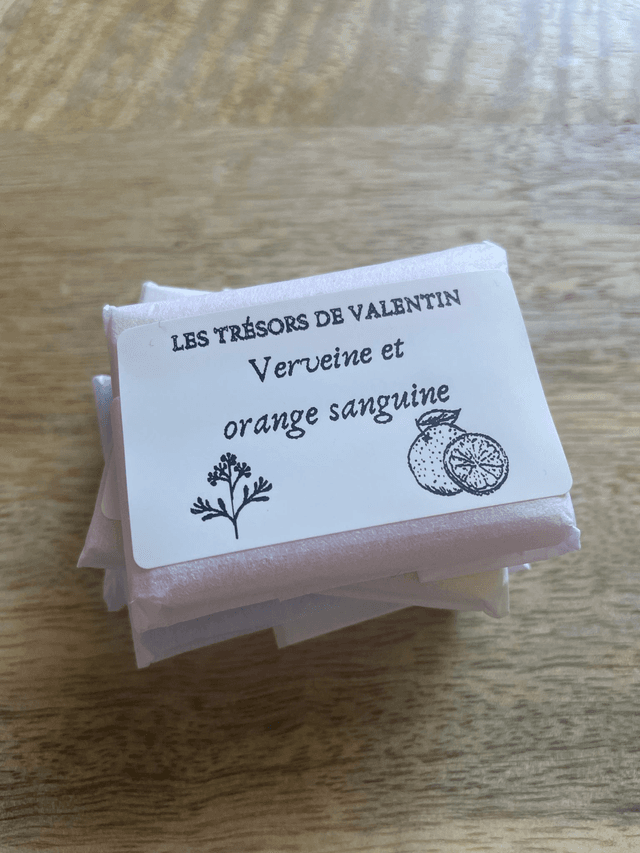 LES TRÉSORS DE VALENTIN
Verveine et
orange sanguine